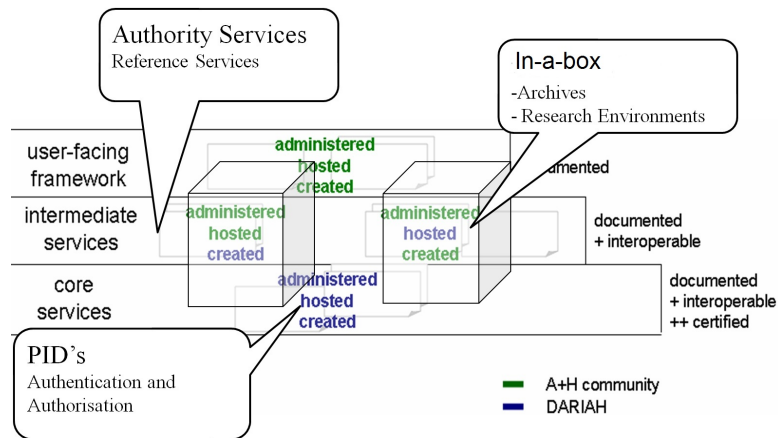 Authority Services
Reference Services
In-a-box
-Archives
- Research Environments
user-facing
framework
administered
hosted
created
umented
intermediate
services
administered
hosted
created
administered
hosted
created
documented
+ interoperable
core
services
administered
hosted
created
documented
+ interoperable
++ certified
PID's
Authentication and
Authorisation
A+H community
DARIAH